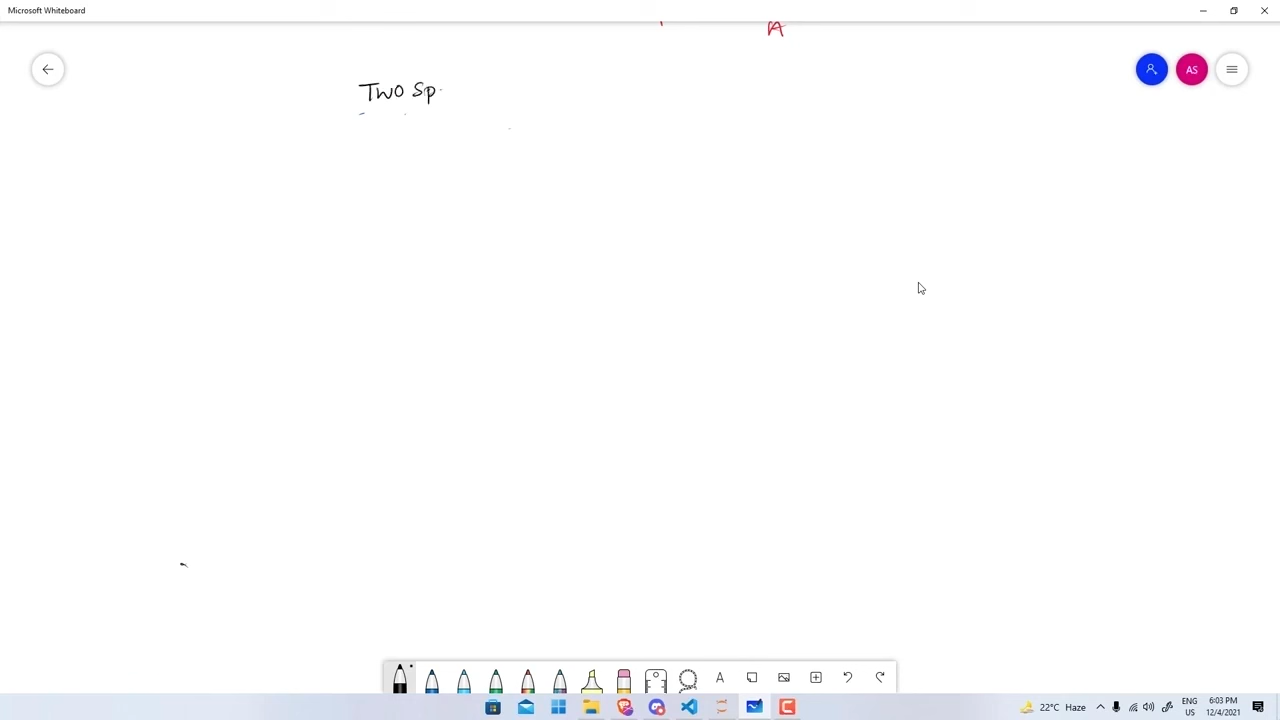 Microsoft Whiteboard
A
AS
Two Sp
A
22°C Haze
ENG
US
6:03 PM
12/4/2021